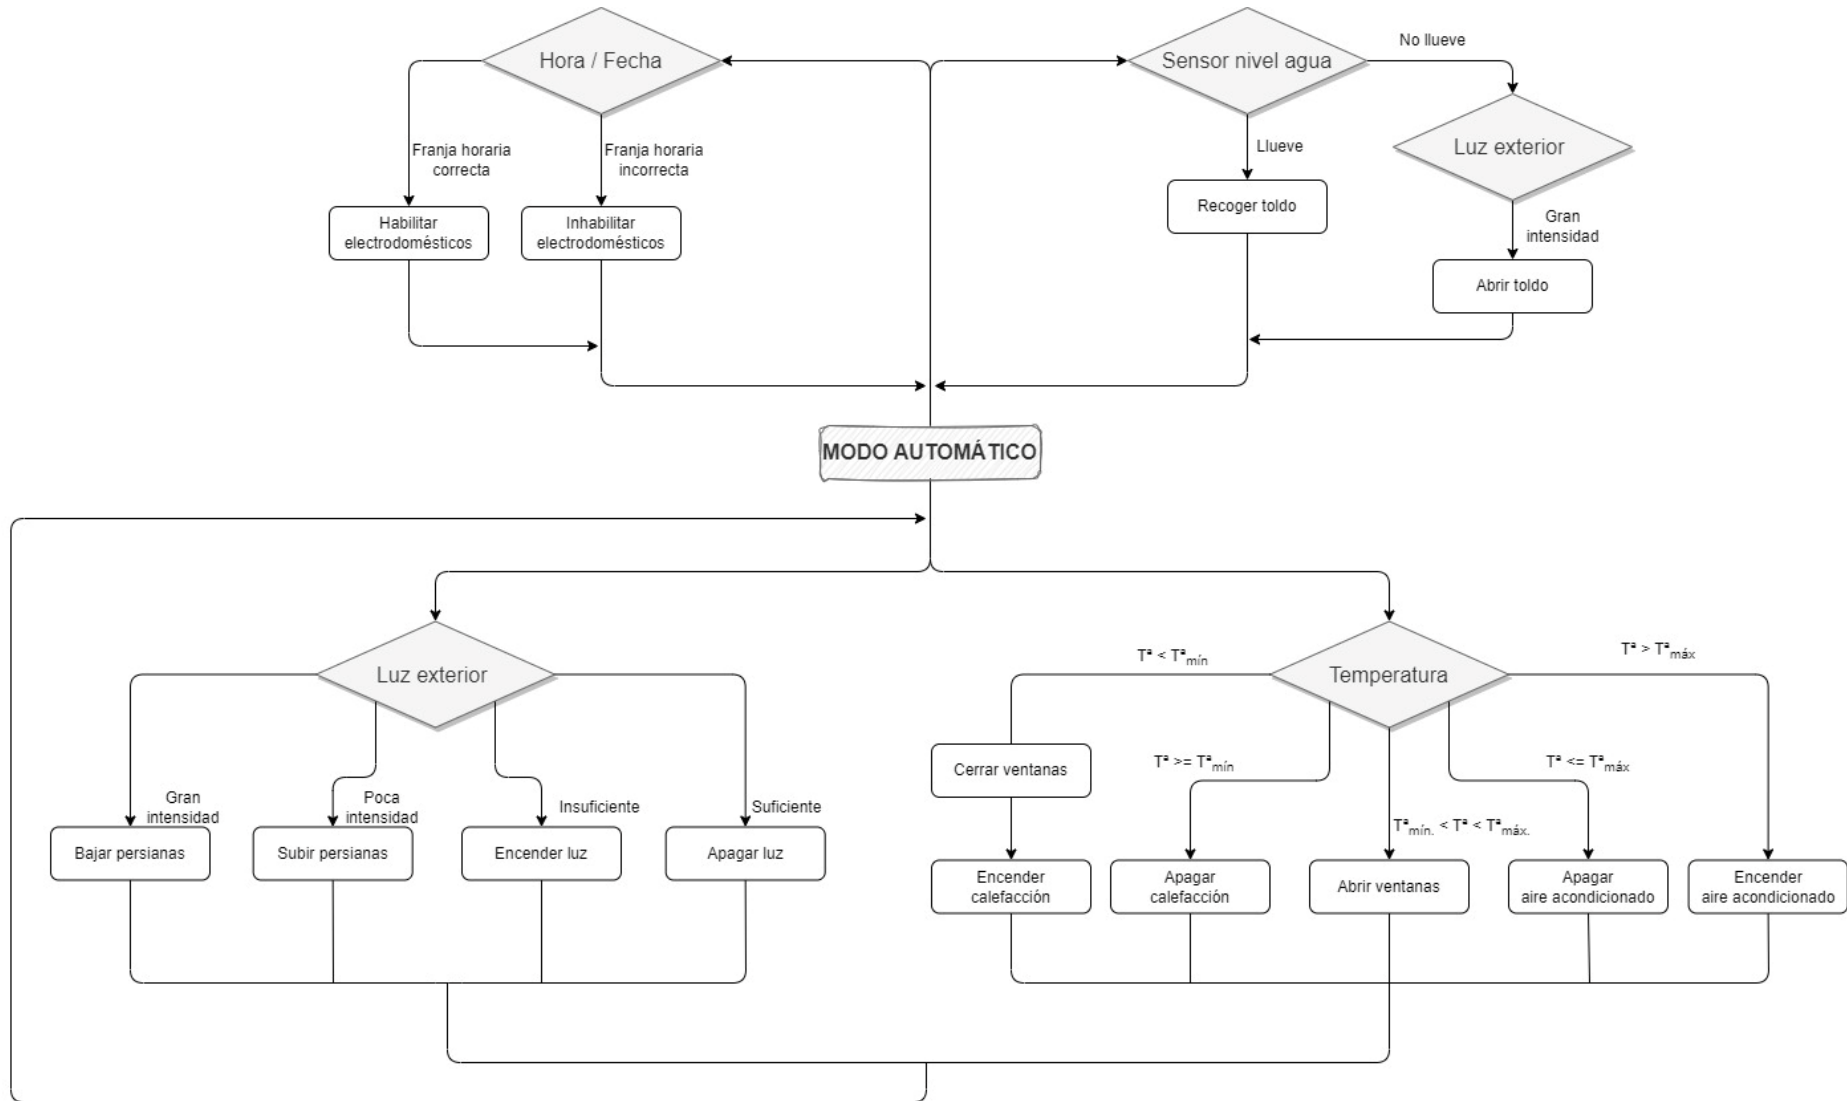 Hora / Fecha
Sensor nivel agua
No llueve
Luz exterior
Franja horaria
correcta
Franja horaria
incorrecta
Llueve
Habilitar
electrodomésticos
Inhabilitar
electrodomésticos
Recoger toldo
Gran
intensidad
Abrir toldo
MODO AUTOMÁTICO
Luz exterior
Gran
intensidad
Poca
intensidad
Insuficiente
Suficiente
Bajar persianas
Subir persianas
Encender luz
Apagar luz
Tª < Tªmín
Temperatura
Tª > Tªmáx
Cerrar ventanas
Tª >= Tªmín
Tª <= Tªmáx
Tªmín. < Tª < Tªmáx.
Encender
calefacción
Apagar
calefacción
Abrir ventanas
Apagar
aire acondicionado
Encender
aire acondicionado